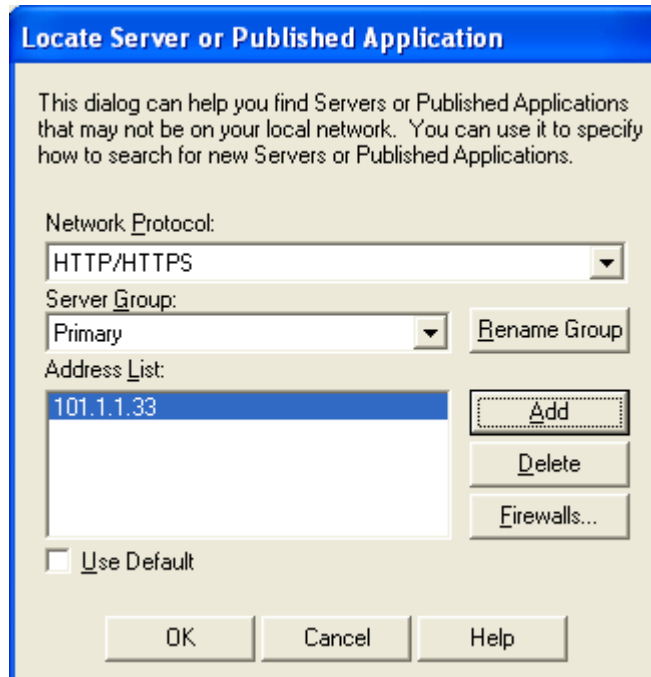 Locate Server or Published Application
This dialog can help you find Servers or Published Applications
that may not be on your local network. You can use it to specify
how to search for new Servers or Published Applications.
Network Protocol:
HTTP/HTTPS
Server Group:
Primary
Rename Group
Address List:
101.1.1.33
Add
Delete
Firewalls...
Use Default
OK Cancel Help